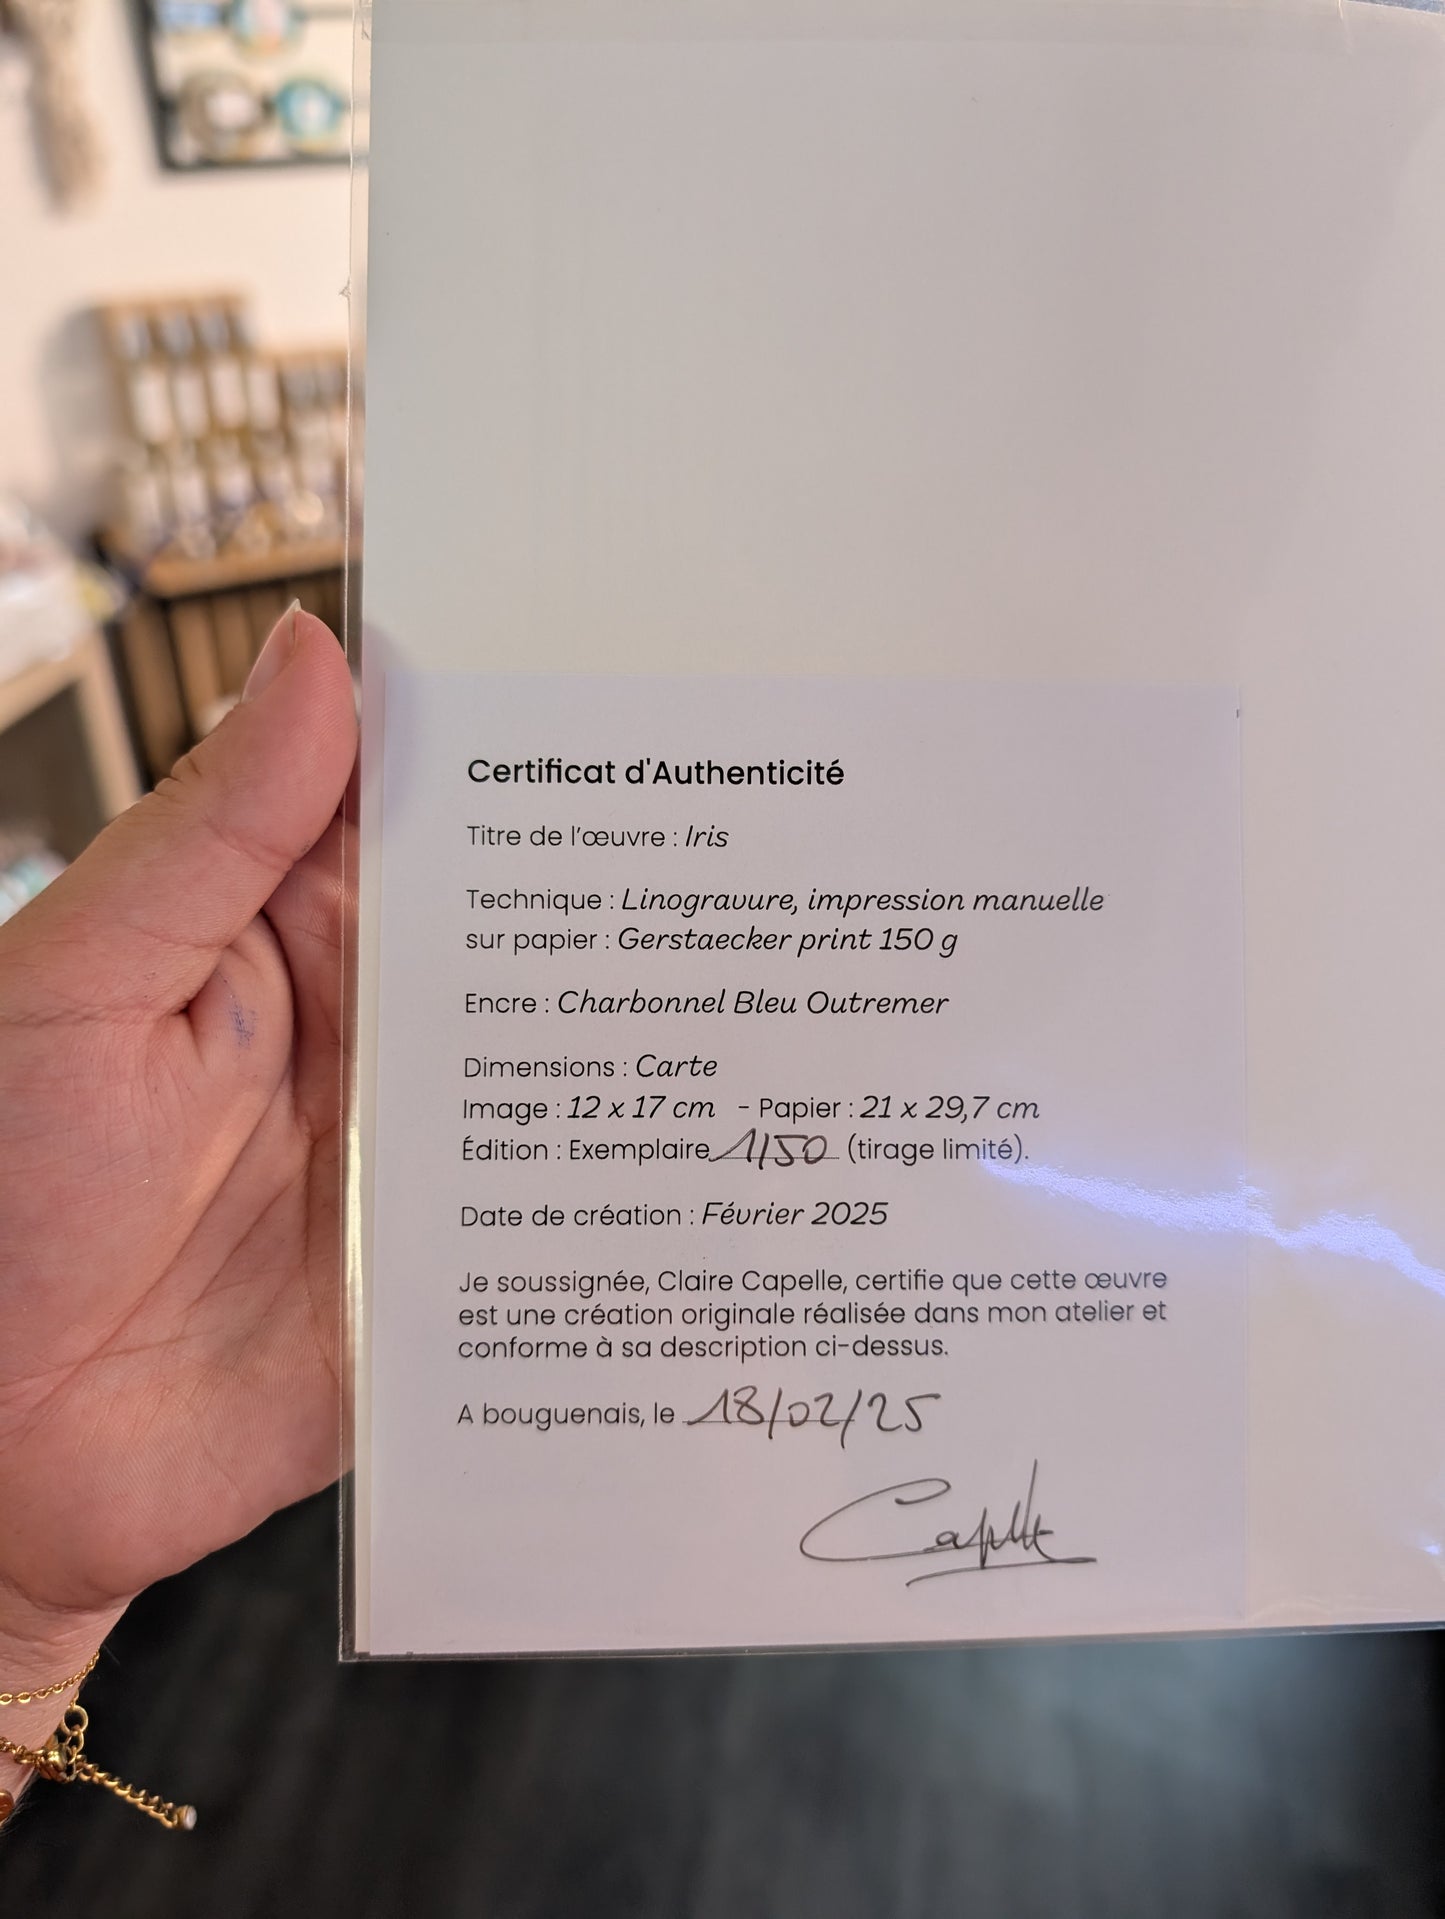 Certificat d'Authenticité
Titre de l'œuvre : Iris
Technique : Linogravure, impression manuelle
sur papier : Gerstaecker print 150 g
Encre : Charbonnel Bleu Outremer
Dimensions : Carte
Image : 12 x 17 cm - Papier : 21 x 29,7 cm
Édition : Exemplaire 1/50 (tirage limité).
Date de création : Février 2025
Je soussignée, Claire Capelle, certifie que cette œuvre
est une création originale réalisée dans mon atelier et
conforme à sa description ci-dessus.
A bouguenais, le 18/02/25
Capelle